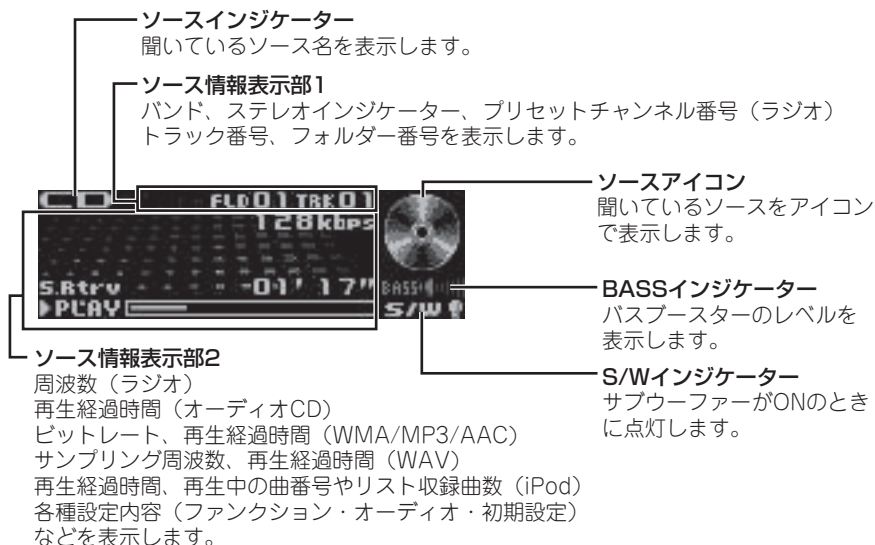 ソースインジケーター
聞いているソース名を表示します。
ソース情報表示部1
バンド、ステレオインジケーター、プリセットチャンネル番号（ラジオ）
トラック番号、フォルダー番号を表示します。
CD FLD01 TRK01
128kbps
S.Rtrv -01' 17"
▶PLAY
BASS
S/W
ソースアイコン
聞いているソースをアイコン
で表示します。
BASSインジケーター
バスブースターのレベルを
表示します。
S/Wインジケーター
サブウーファーがONのとき
に点灯します。
ソース情報表示部2
周波数（ラジオ）
再生経過時間（オーディオCD）
ビットレート、再生経過時間（WMA/MP3/AAC）
サンプリング周波数、再生経過時間（WAV）
再生経過時間、再生中の曲番号やリスト収録曲数（iPod）
各種設定内容（ファンクション・オーディオ・初期設定）
などを表示します。